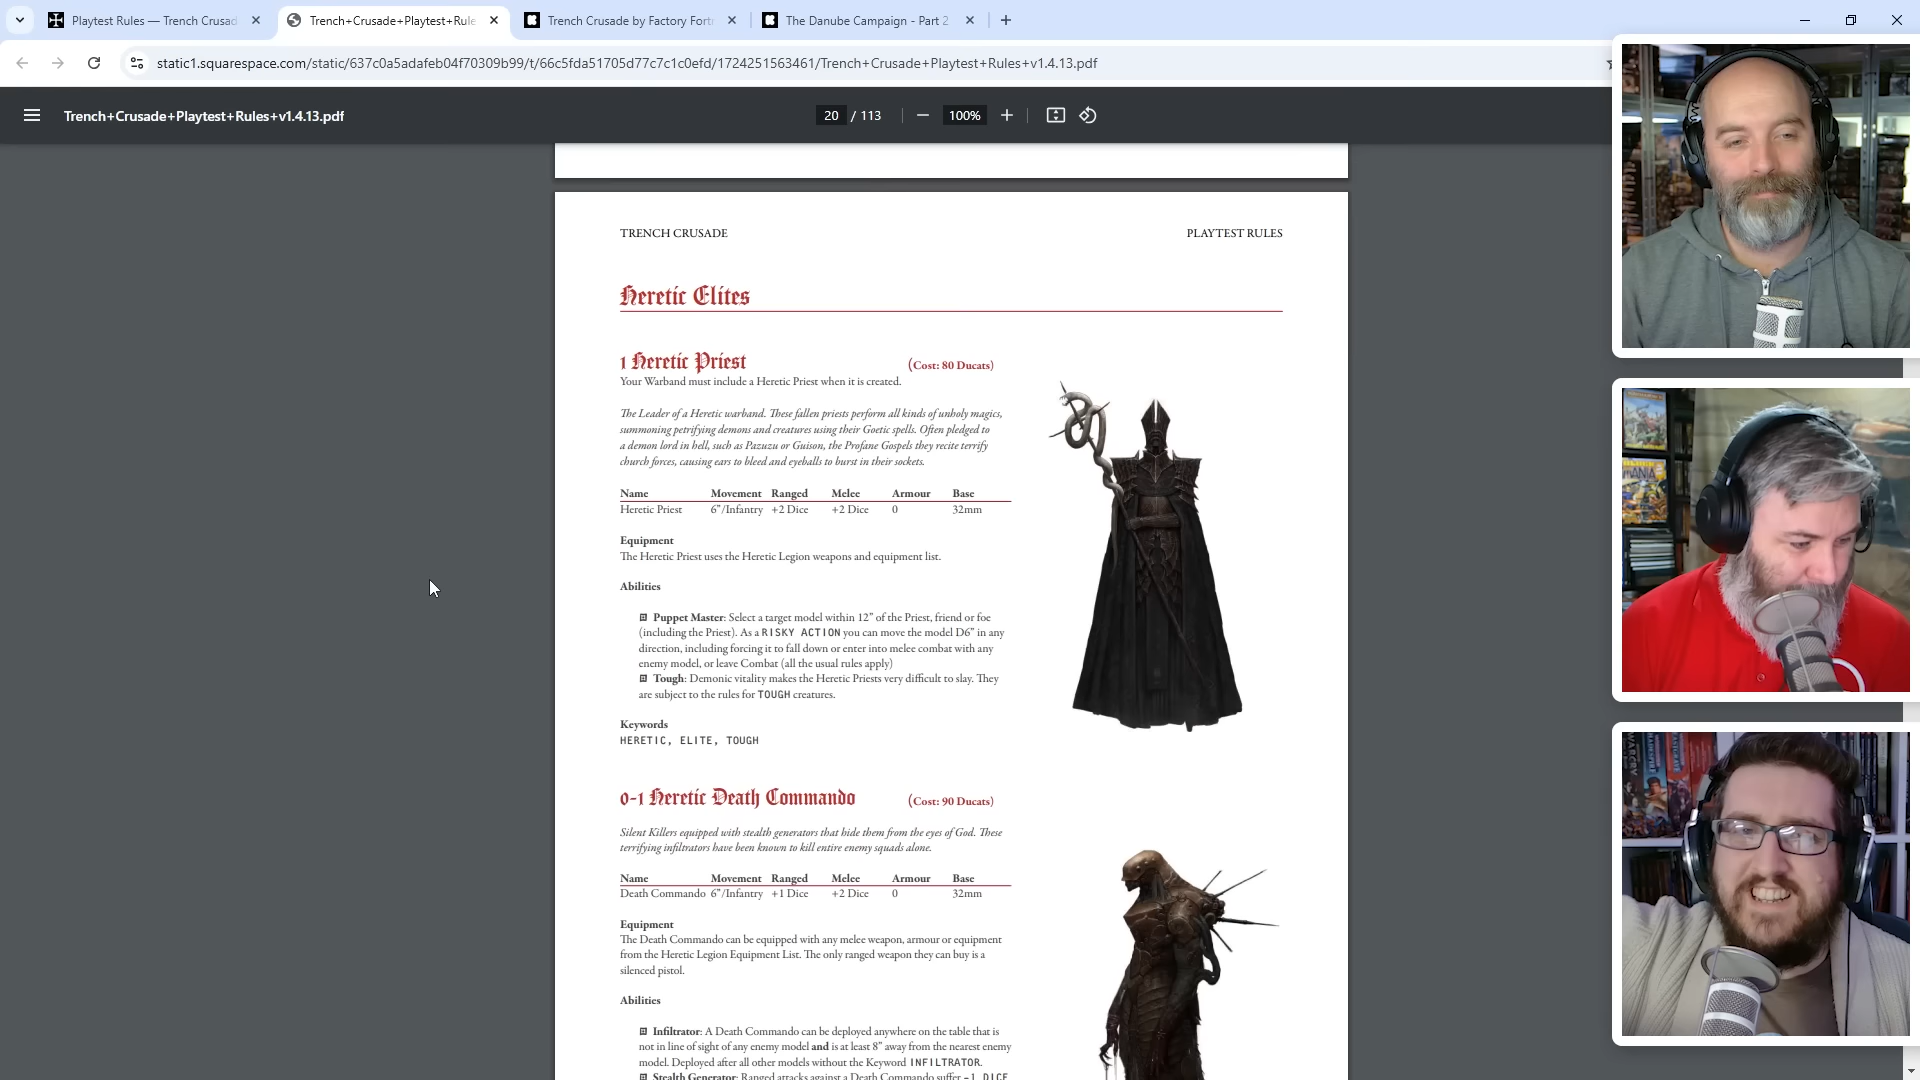 Playtest Rules — Trench Crusad
Trench+Crusade+Playtest+Rule
Trench Crusade by Factory Fortr
The Danube Campaign - Part 2
static1.squarespace.com/static/637c0a5adafeb04f70309b99/t/66c5fda51705d77c7c1c0efd/1724251563461/Trench+Crusade+Playtest+Rules+v1.4.13.pdf
Trench+Crusade+Playtest+Rules+v1.4.13.pdf
20 / 113
100%
TRENCH CRUSADE
PLAYTEST RULES
Heretic Elites
1 Heretic Priest (Cost: 80 Ducats)
Your Warband must include a Heretic Priest when it is created.
The Leader of a Heretic warband. These fallen priests perform all kinds of unholy magics,
summoning petrifying demons and creatures using their Goetic spells. Often pledged to
a demon lord in hell, such as Pazuzu or Guison, the Profane Gospels they recite terrify
church forces, causing ears to bleed and eyeballs to burst in their sockets.
Name Movement Ranged Melee Armour Base
Heretic Priest 6"/Infantry +2 Dice +2 Dice 0 32mm
Equipment
The Heretic Priest uses the Heretic Legion weapons and equipment list.
Abilities
Puppet Master: Select a target model within 12" of the Priest, friend or foe
(including the Priest). As a RISKY ACTION you can move the model D6" in any
direction, including forcing it to fall down or enter into melee combat with any
enemy model, or leave Combat (all the usual rules apply)
Tough: Demonic vitality makes the Heretic Priests very difficult to slay. They
are subject to the rules for TOUGH creatures.
Keywords
HERETIC, ELITE, TOUGH
0-1 Heretic Death Commando (Cost: 90 Ducats)
Silent Killers equipped with stealth generators that hide them from the eyes of God. These
terrifying infiltrators have been known to kill entire enemy squads alone.
Name Movement Ranged Melee Armour Base
Death Commando 6"/Infantry +1 Dice +2 Dice 0 32mm
Equipment
The Death Commando can be equipped with any melee weapon, armour or equipment
from the Heretic Legion Equipment List. The only ranged weapon they can buy is a
silenced pistol.
Abilities
Infiltrator: A Death Commando can be deployed anywhere on the table that is
not in line of sight of any enemy model and is at least 8" away from the nearest enemy
model. Deployed after all other models without the Keyword INFILTRATOR.
Stealth Generator: Ranged attacks against a Death Commando suffer -1 DICE
WARCRY